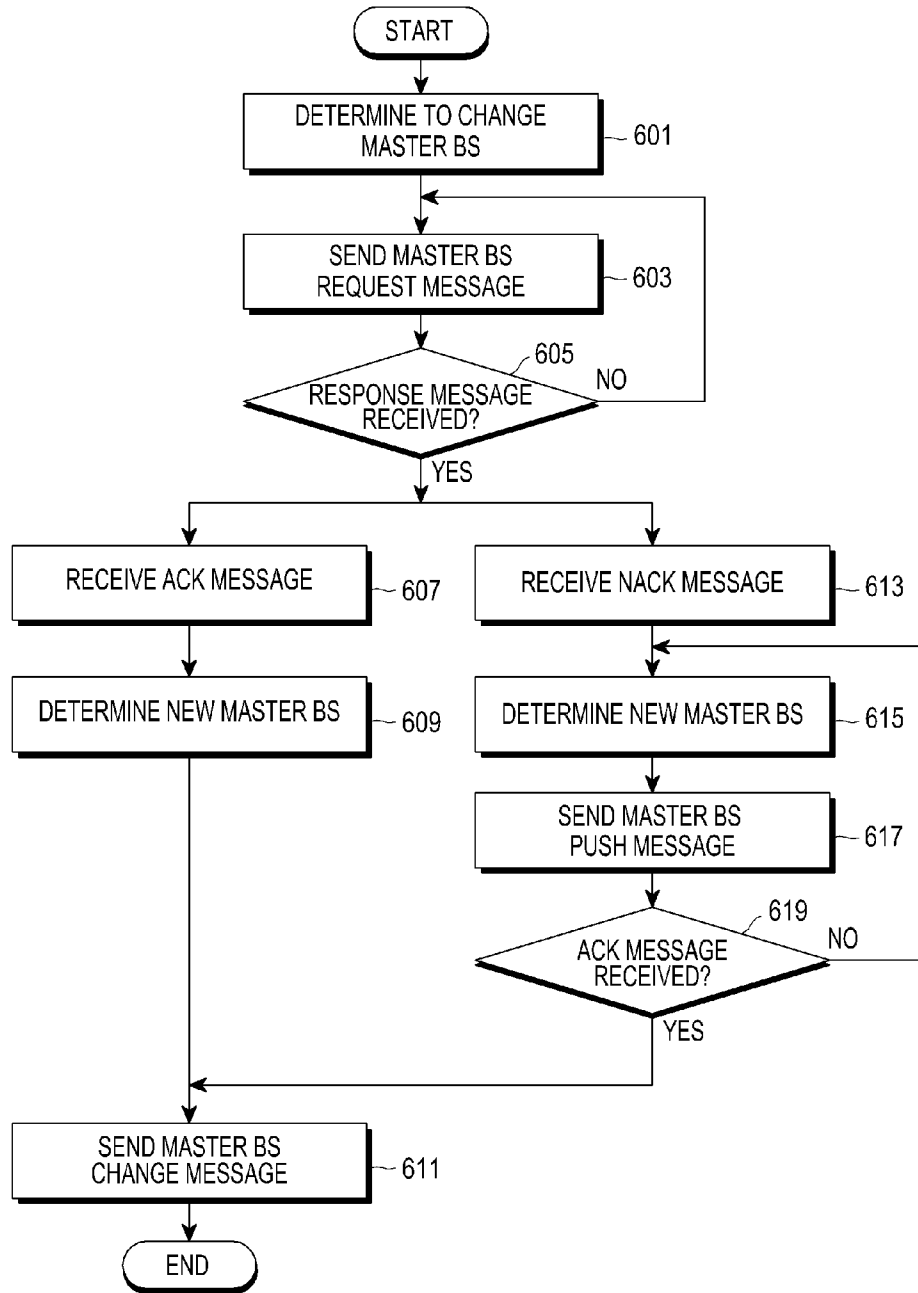 START
DETERMINE TO CHANGE
MASTER BS
601
SEND MASTER BS
REQUEST MESSAGE
603
605
RESPONSE MESSAGE
RECEIVED?
NO
YES
RECEIVE ACK MESSAGE
607
RECEIVE NACK MESSAGE
613
DETERMINE NEW MASTER BS
609
DETERMINE NEW MASTER BS
615
SEND MASTER BS
PUSH MESSAGE
617
619
ACK MESSAGE
RECEIVED?
NO
YES
SEND MASTER BS
CHANGE MESSAGE
611
END